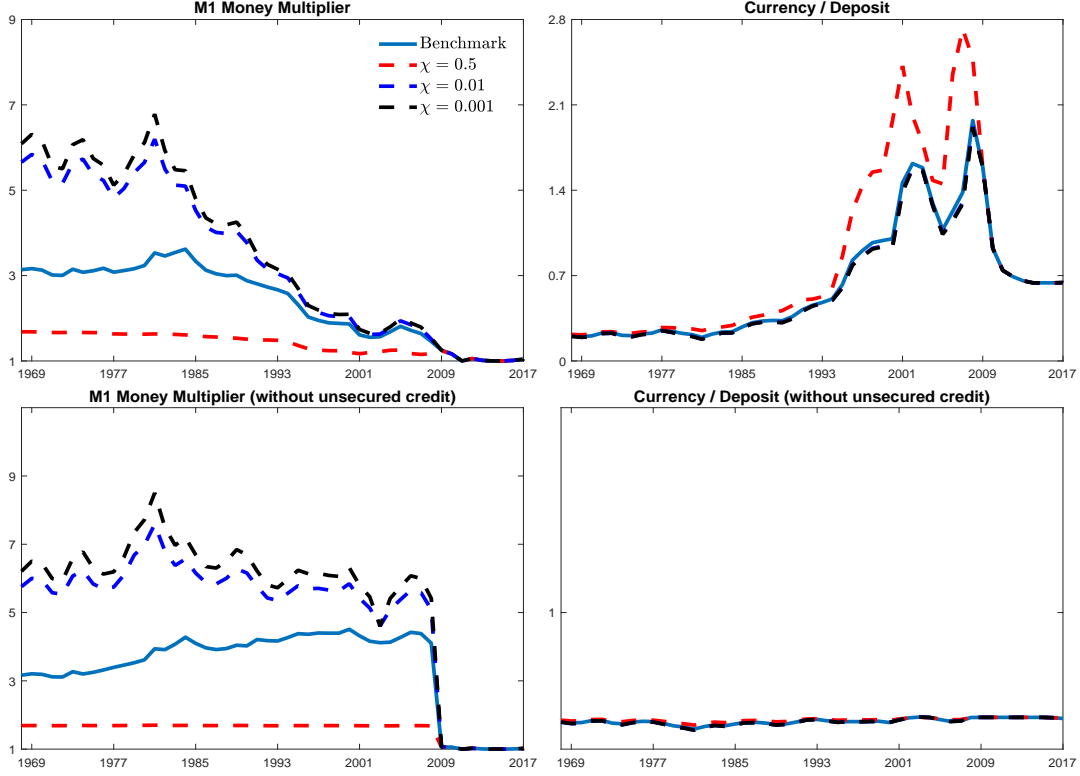 M1 Money Multiplier
9
7
5
3
1
1969 1977 1985 1993 2001 2009 2017
Benchmark
χ = 0.5
χ = 0.01
χ = 0.001
Currency / Deposit
2.8
2.1
1.4
0.7
0
1969 1977 1985 1993 2001 2009 2017
M1 Money Multiplier (without unsecured credit)
9
7
5
3
1
1969 1977 1985 1993 2001 2009 2017
Currency / Deposit (without unsecured credit)
1
1969 1977 1985 1993 2001 2009 2017